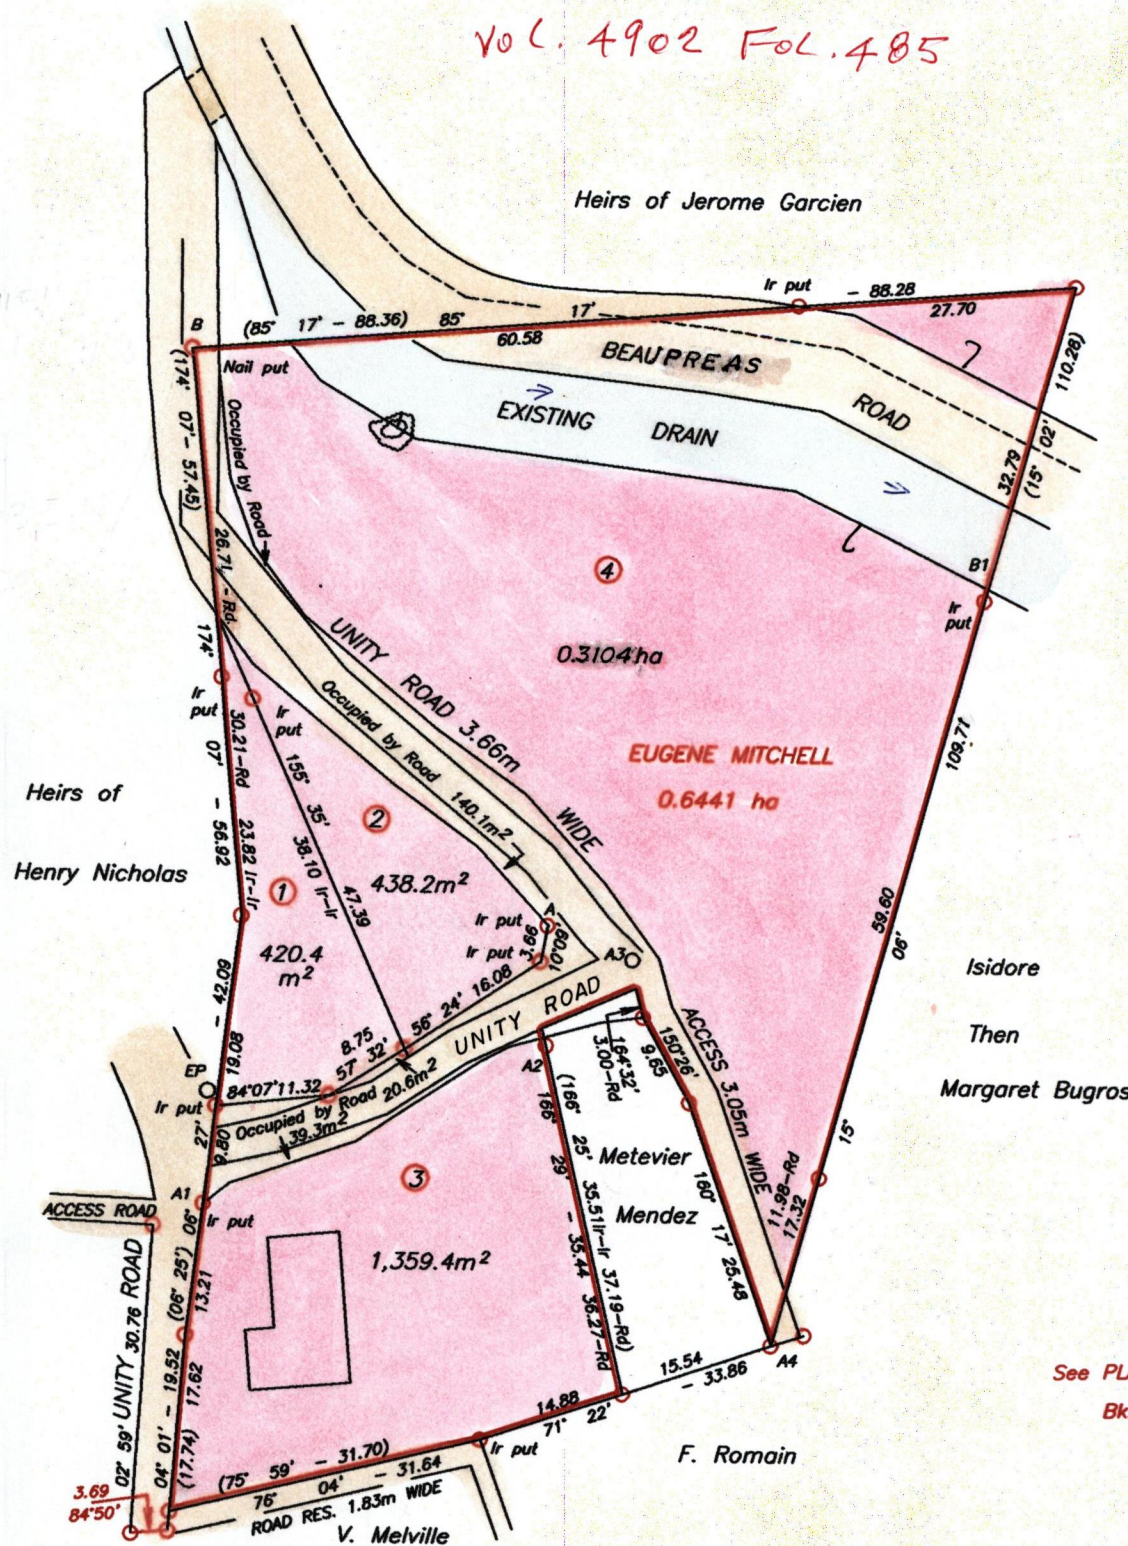 Vol. 4902 FoL. 485
Heirs of Jerome Garcien
Ir put
- 88.28
27.70
(85° 17' - 88.36)
85° 17'
60.58
B
Nail put
BEAUPREAS
ROAD
EXISTING DRAIN
110.28)
02'
(15°
32.79
(174° 07' - 57.45)
Occupied by Road
26.71 - Rd.
174°
B1
Ir
put
4
0.3104ha
UNITY ROAD 3.66m WIDE
Occupied by Road 140.1m²
Ir
put
Ir
put
30.21-Rd
07'
- 56.92
23.82 Ir-Ir
155° 35'
38.10 Ir-Ir
47.39
EUGENE MITCHELL
0.6441 ha
109.71
59.60
06'
15°
Heirs of
Henry Nicholas
2
438.2m²
1
420.4
m²
A
Ir put
Ir put
3.66
10°09'
A3
16.08
56° 24'
8.75
57° 32'
UNITY ROAD
Isidore
Then
Margaret Bugros
- 42.09
19.08
EP
84°07'11.32
Ir put
27'
9.80
Occupied by Road 20.6m²
39.3m²
A2
164°32'
3.00-Rd
150°26'
9.65
ACCESS 3.05m WIDE
(166° 25' 35.51Ir-Ir 37.19-Rd)
166° 29' - 35.44 36.27-Rd
Metevier
Mendez
160° 17' 25.48
11.98-Rd
17.32
A1
Ir put
ACCESS ROAD
06°
(06° 25')
13.21
3
1,359.4m²
02° 59' UNITY 30.76 ROAD
04° 01' - 19.52
17.62
(17.74)
A4
15.54
- 33.86
14.88
71° 22'
Ir put
See PL
Bk
F. Romain
(75° 59' - 31.70)
76° 04' - 31.64
ROAD RES. 1.83m WIDE
3.69
84°50'
V. Melville